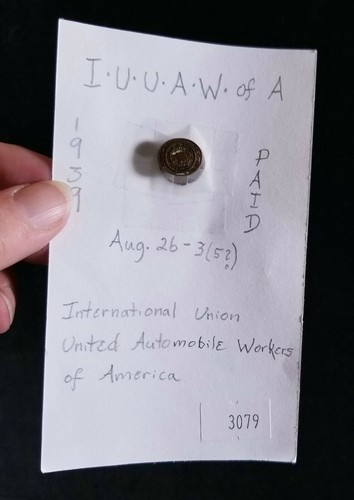 I·U·U·A·W· of A
1939
PAID
Aug. 26-3(5?)
International Union
United Automobile Workers
of America
3079